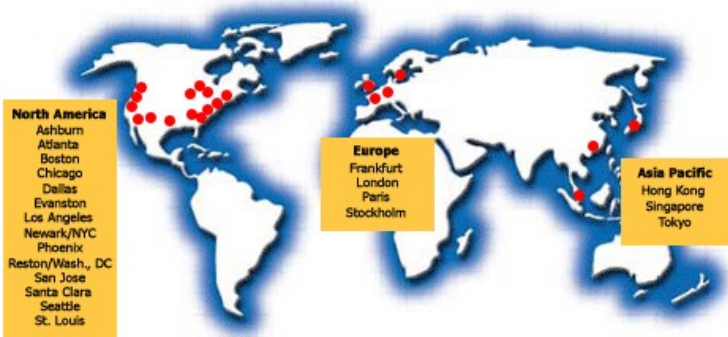 North America
Ashburn
Atlanta
Boston
Chicago
Dallas
Evanston
Los Angeles
Newark/NYC
Phoenix
Reston/Wash., DC
San Jose
Santa Clara
Seattle
St. Louis
Europe
Frankfurt
London
Paris
Stockholm
Asia Pacific
Hong Kong
Singapore
Tokyo